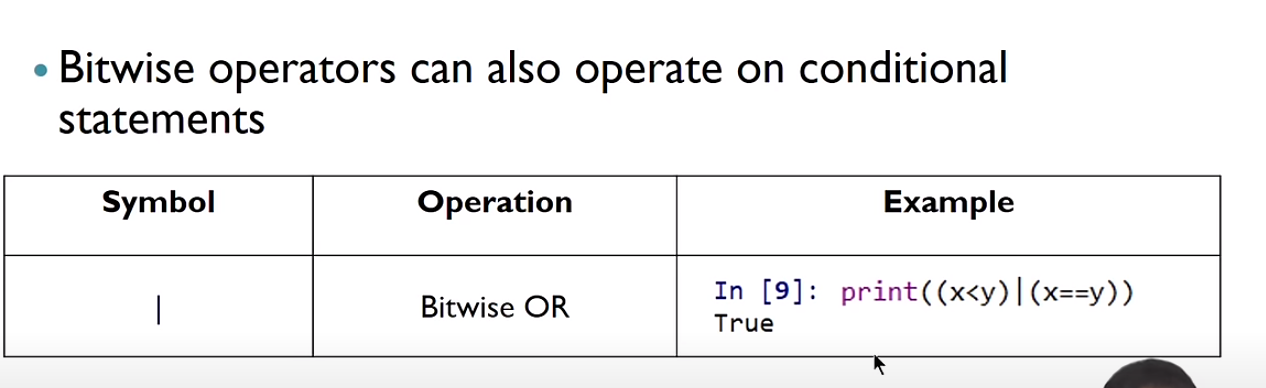 • Bitwise operators can also operate on conditional
statements
Symbol Operation Example
| Bitwise OR In [9]: print((x<y)|(x==y))
True